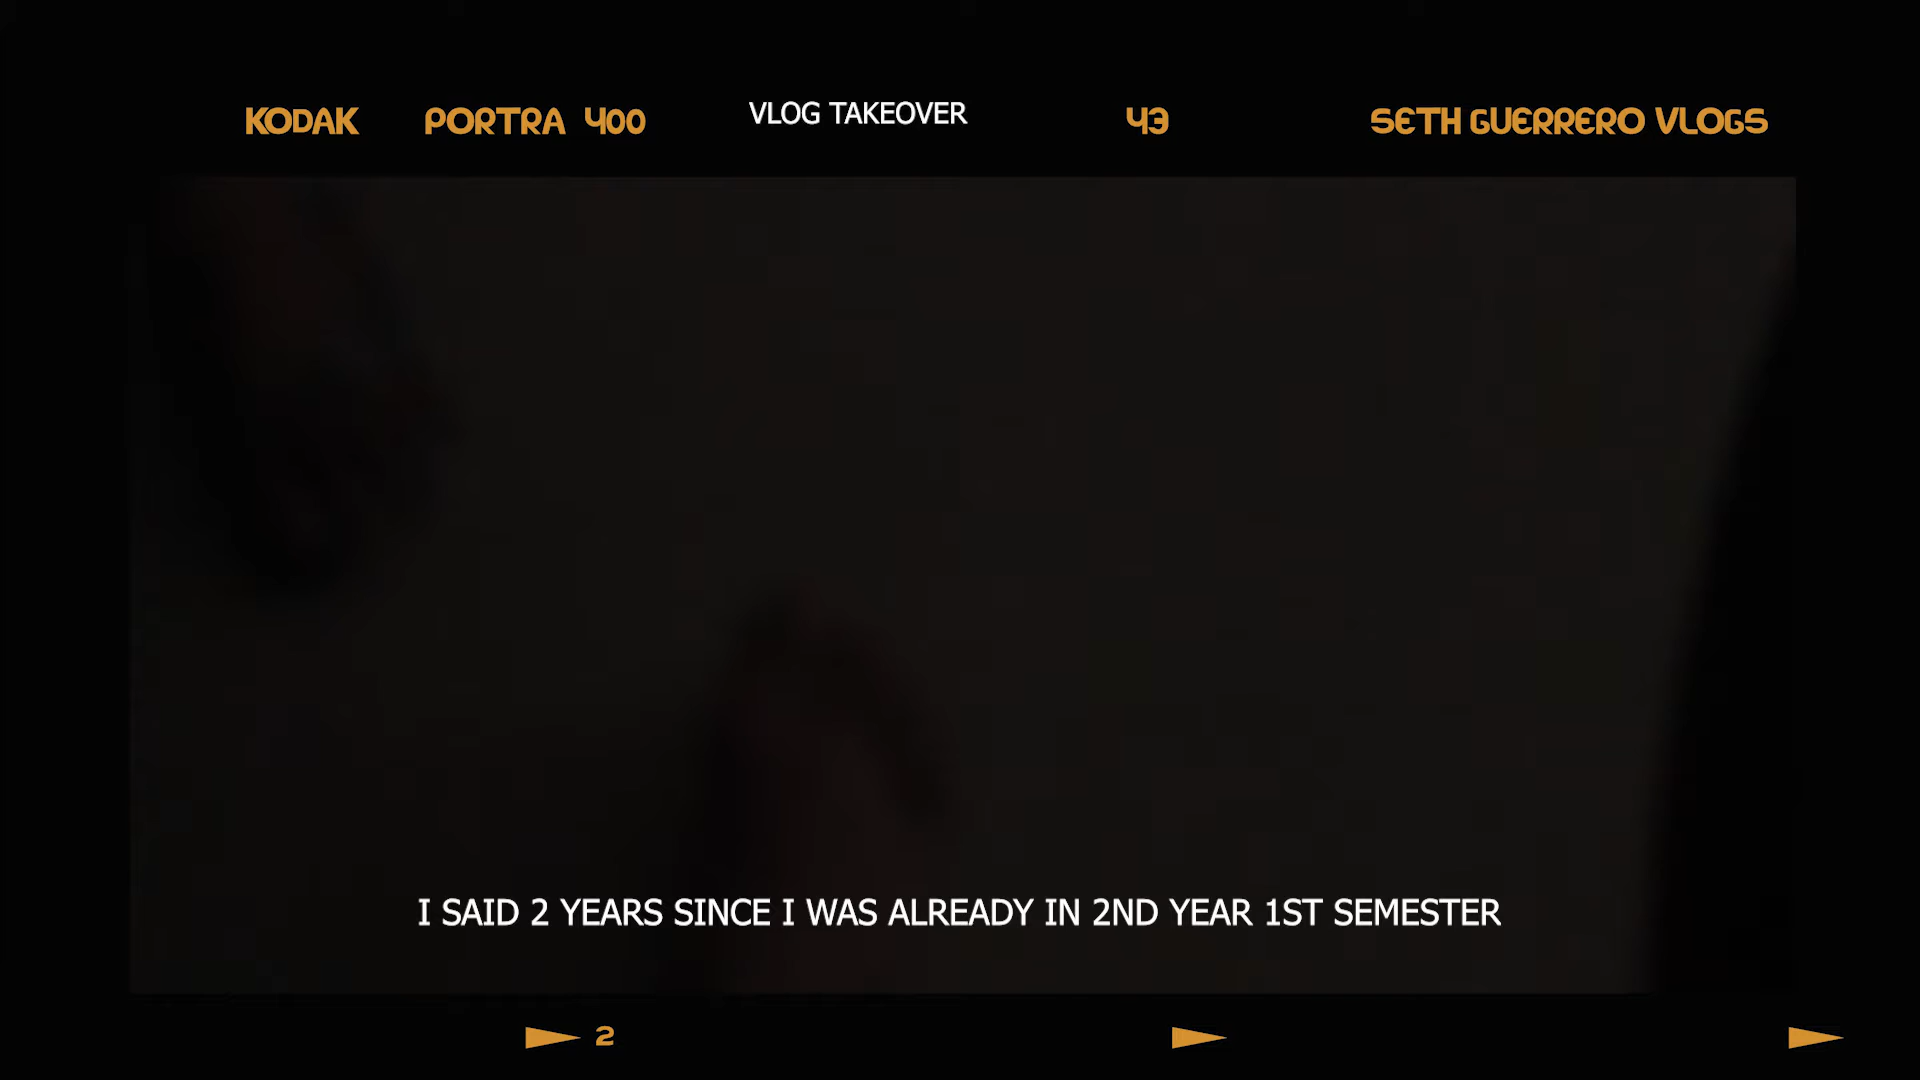 KODAK PORTRA 400 VLOG TAKEOVER 43 SETH GUERRERO VLOGS
I SAID 2 YEARS SINCE I WAS ALREADY IN 2ND YEAR 1ST SEMESTER
2